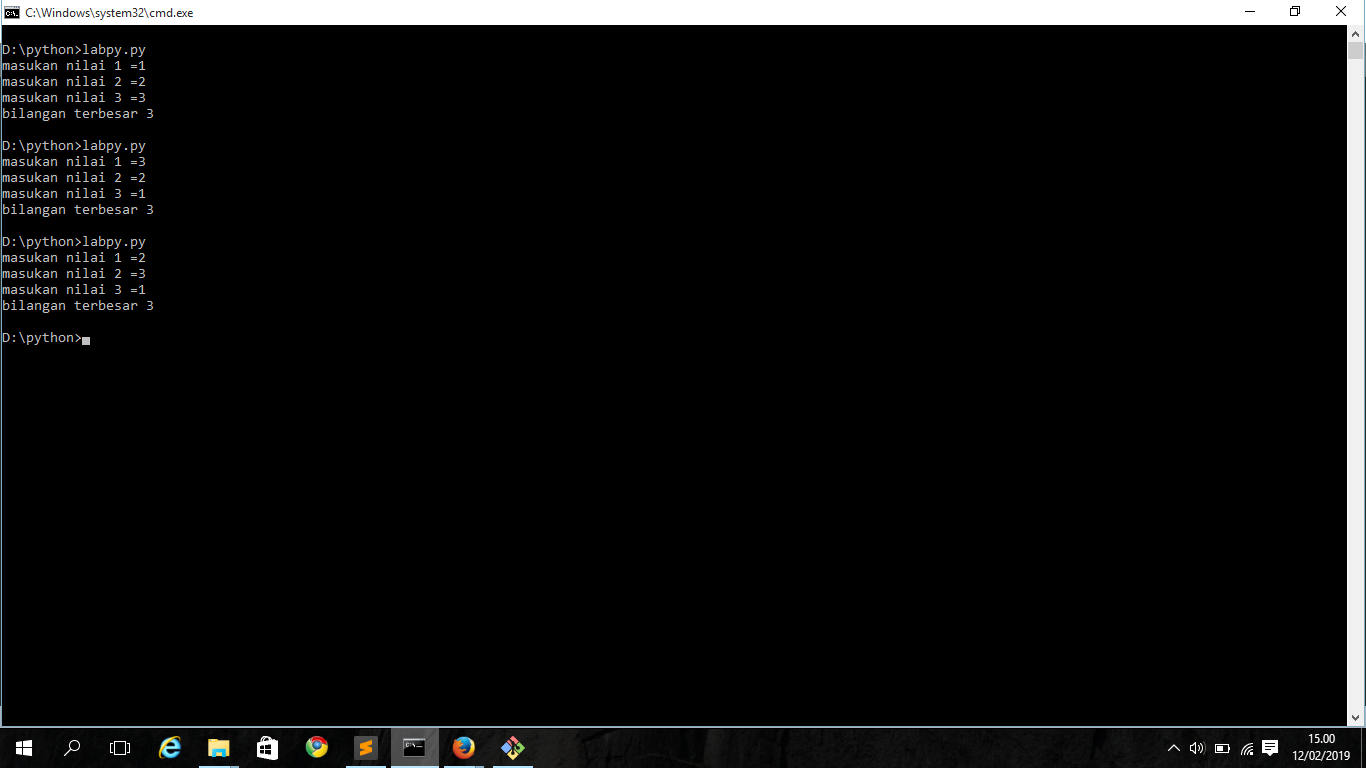 C:\Windows\system32\cmd.exe
D:\python>labpy.py
masukan nilai 1 =1
masukan nilai 2 =2
masukan nilai 3 =3
bilangan terbesar 3
D:\python>labpy.py
masukan nilai 1 =3
masukan nilai 2 =2
masukan nilai 3 =1
bilangan terbesar 3
D:\python>labpy.py
masukan nilai 1 =2
masukan nilai 2 =3
masukan nilai 3 =1
bilangan terbesar 3
D:\python>
15.00
12/02/2019